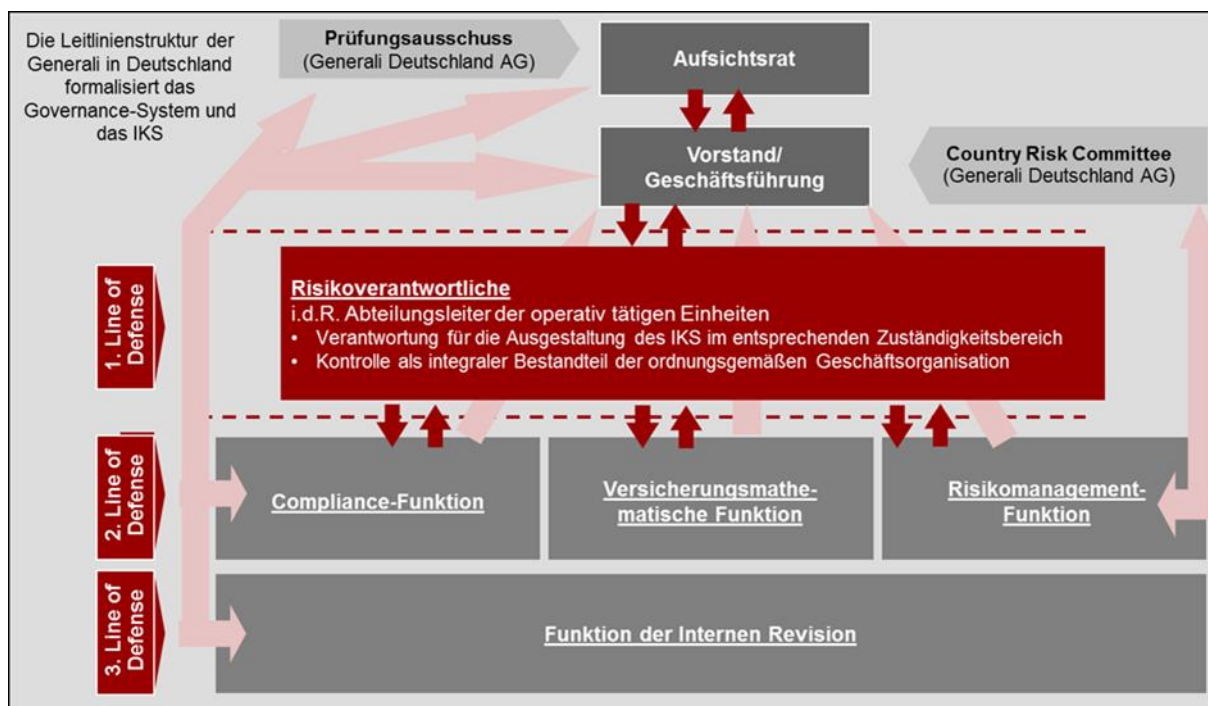 Die Leitlinienstruktur der
Generali in Deutschland
formalisiert das
Governance-System und
das IKS
Prüfungsausschuss
(Generali Deutschland AG)
Aufsichtsrat
Vorstand/
Geschäftsführung
Country Risk Committee
(Generali Deutschland AG)
1. Line of
Defense
Risikoverantwortliche
i.d.R. Abteilungsleiter der operativ tätigen Einheiten
• Verantwortung für die Ausgestaltung des IKS im entsprechenden Zuständigkeitsbereich
• Kontrolle als integraler Bestandteil der ordnungsgemäßen Geschäftsorganisation
2. Line of
Defense
Compliance-Funktion
Versicherungsmathe-
matische Funktion
Risikomanagement-
Funktion
3. Line of
Defense
Funktion der Internen Revision